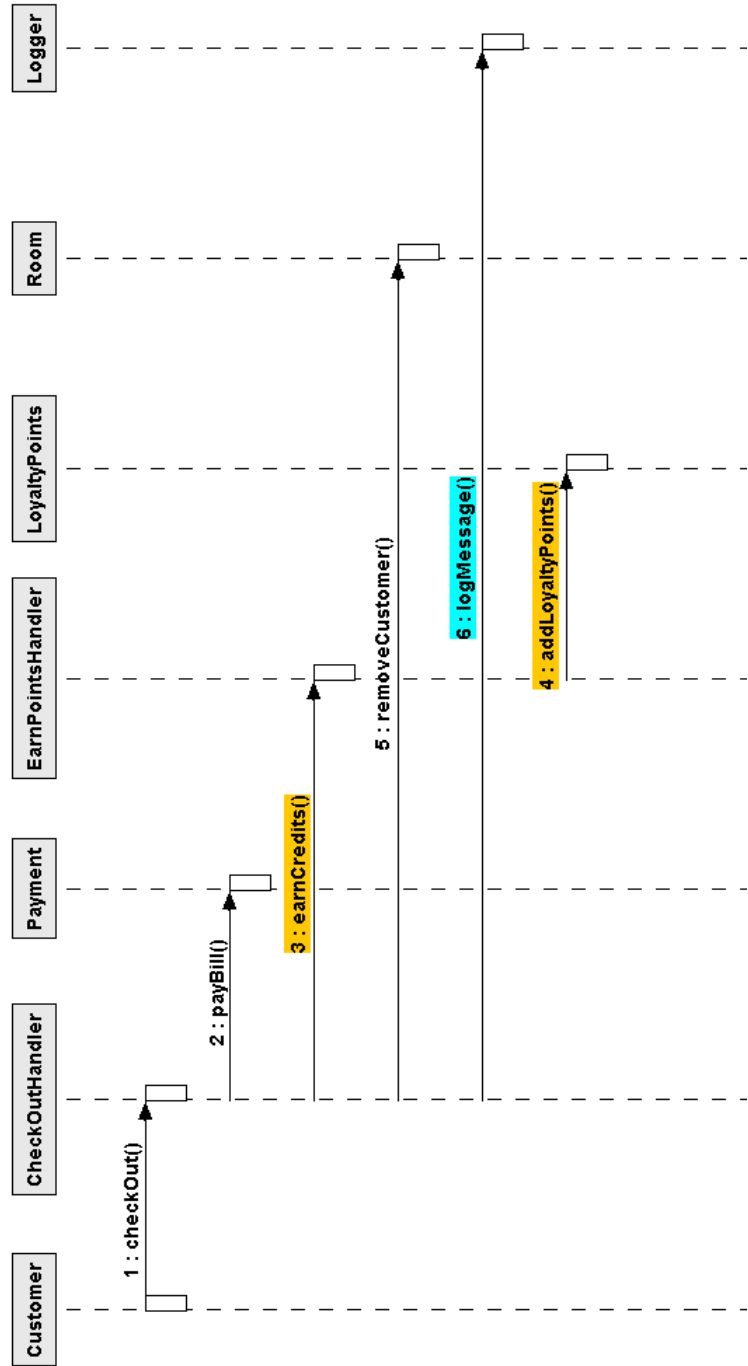 Customer
CheckOutHandler
Payment
EarnPointsHandler
LoyaltyPoints
Room
Logger
1 : checkOut()
2 : payBill()
3 : earnCredits()
5 : removeCustomer()
6 : logMessage()
4 : addLoyaltyPoints()